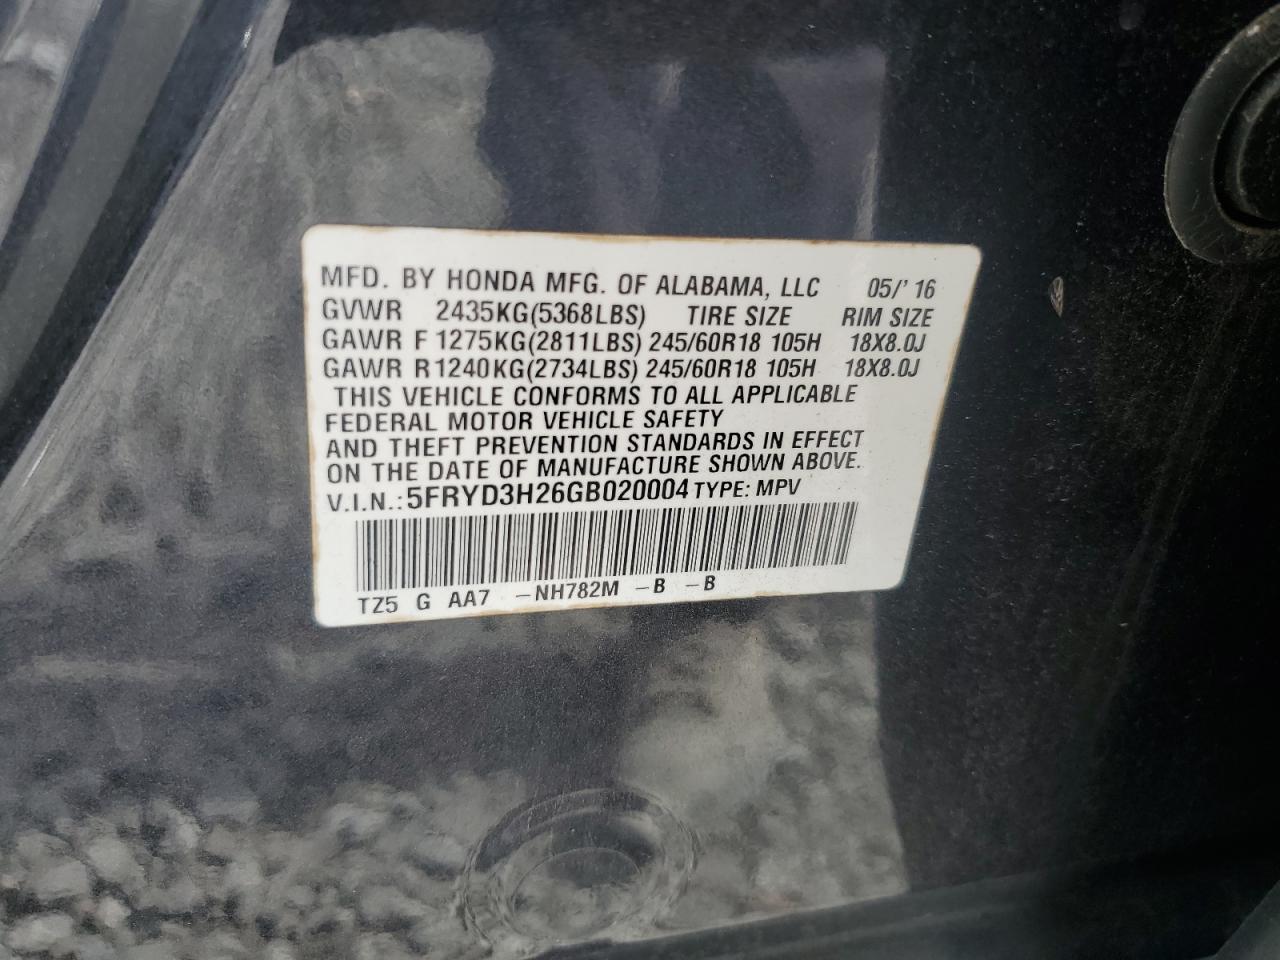 MFD. BY HONDA MFG. OF ALABAMA, LLC 05/' 16
GVWR 2435KG(5368LBS) TIRE SIZE RIM SIZE
GAWR F 1275KG(2811LBS) 245/60R18 105H 18X8.0J
GAWR R 1240KG(2734LBS) 245/60R18 105H 18X8.0J
THIS VEHICLE CONFORMS TO ALL APPLICABLE
FEDERAL MOTOR VEHICLE SAFETY
AND THEFT PREVENTION STANDARDS IN EFFECT
ON THE DATE OF MANUFACTURE SHOWN ABOVE.
V.I.N.: 5FRYD3H26GB020004 TYPE: MPV
TZ5 G AA7 -NH782M -B -B